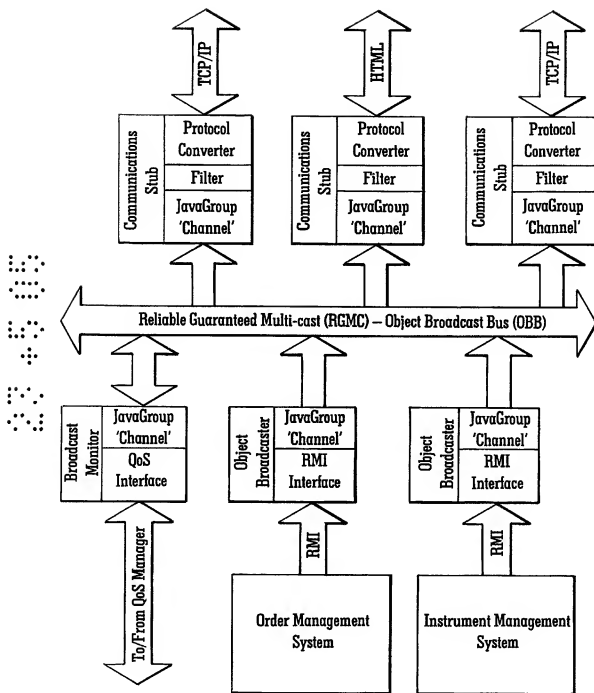 TCP/IP
HTML
TCP/IP
Communications
Stub
Protocol
Converter
Filter
JavaGroup
'Channel'
Communications
Stub
Protocol
Converter
Filter
JavaGroup
'Channel'
Communications
Stub
Protocol
Converter
Filter
JavaGroup
'Channel'
Reliable Guaranteed Multi-cast (RGMC) – Object Broadcast Bus (OBB)
Broadcast
Monitor
JavaGroup
'Channel'
QoS
Interface
Object
Broadcaster
JavaGroup
'Channel'
RMI
Interface
Object
Broadcaster
JavaGroup
'Channel'
RMI
Interface
To/From QoS Manager
RMI
RMI
Order Management
System
Instrument Management
System